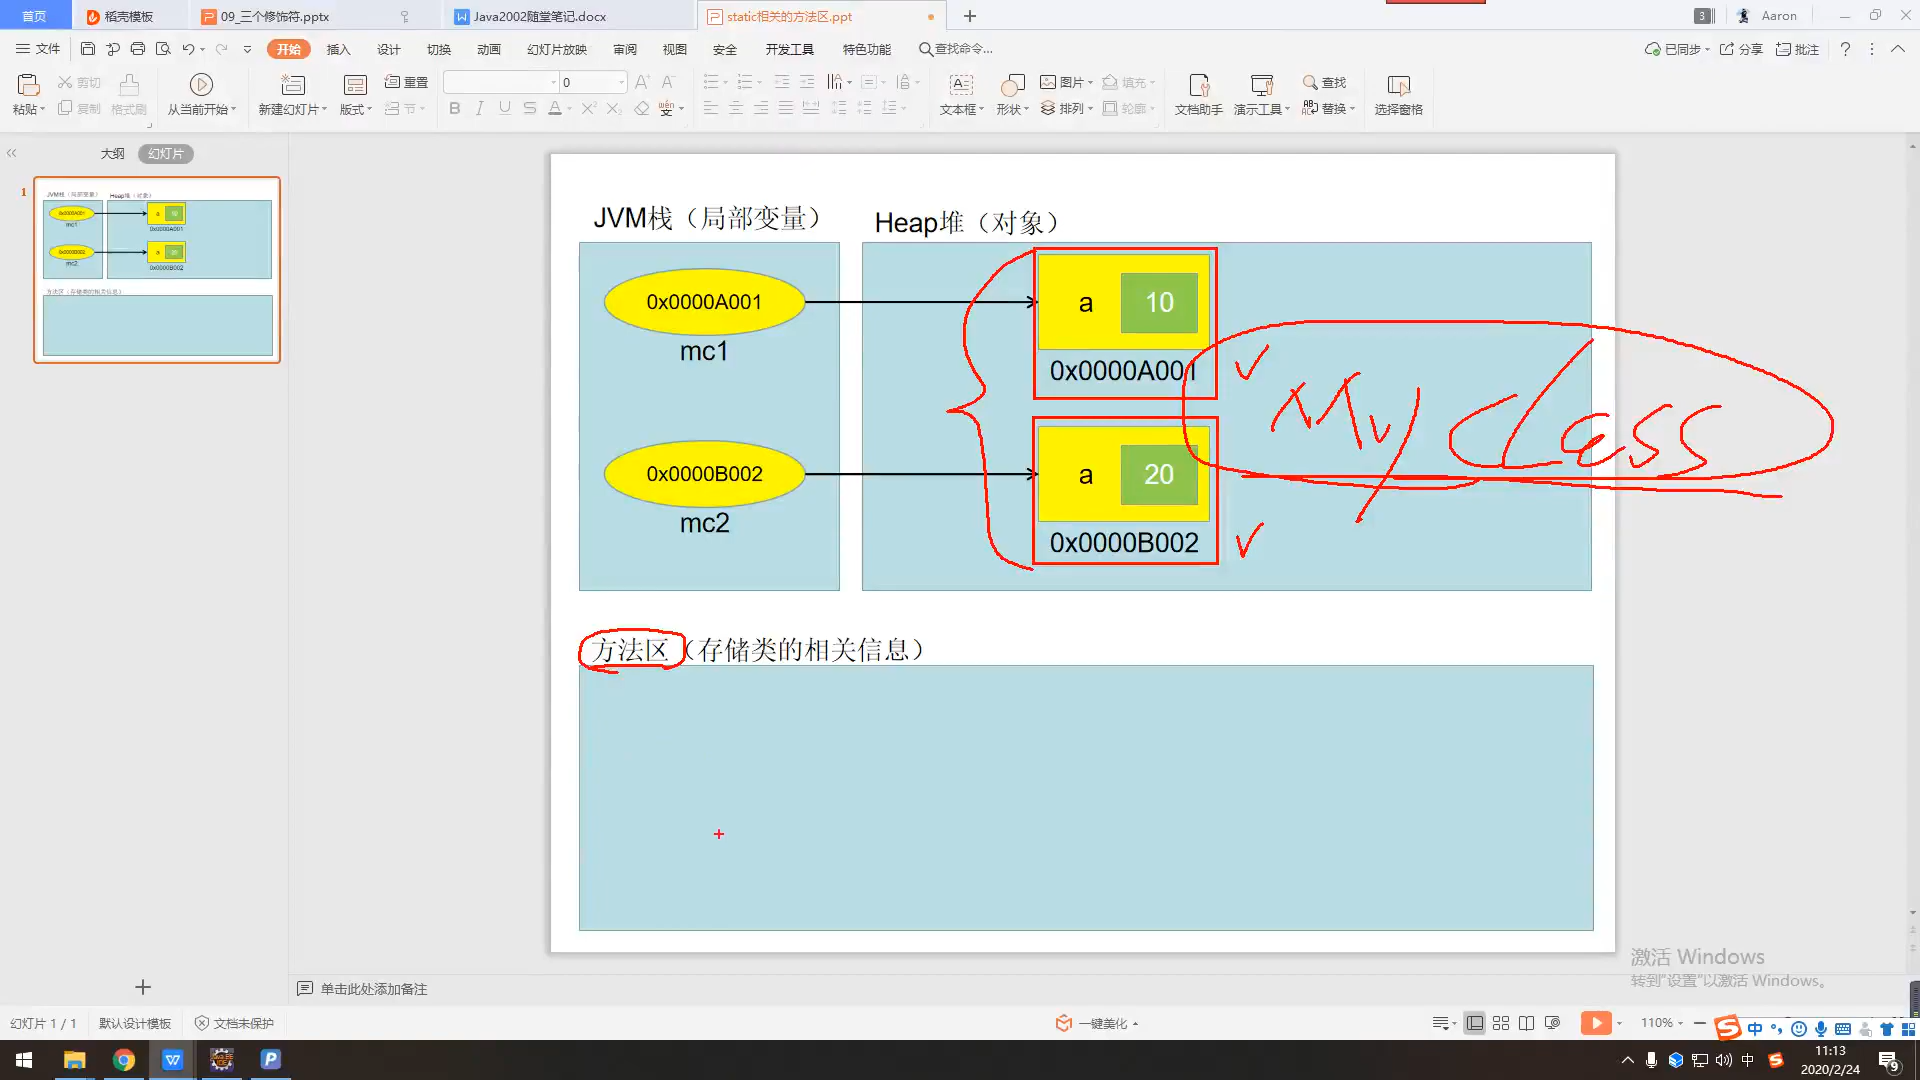 首页
稻壳模板
09_三个修饰符.pptx
Java2002随堂笔记.docx
static相关的方法区.ppt
3
Aaron
文件
开始
插入
设计
切换
动画
幻灯片放映
审阅
视图
安全
开发工具
特色功能
查找命令...
已同步
分享
批注
粘贴
剪切
复制
格式刷
从当前开始
新建幻灯片
版式
重置
节
0
文本框
形状
图片
排列
填充
轮廓
文档助手
演示工具
查找
替换
选择窗格
大纲
幻灯片
1
JVM栈（局部变量）
Heap堆（对象）
0x0000A001
mc1
a
10
0x0000A001
My Class
0x0000B002
mc2
a
20
0x0000B002
方法区（存储类的相关信息）
单击此处添加备注
激活 Windows
转到“设置”以激活 Windows。
幻灯片 1 / 1
默认设计模板
文档未保护
一键美化
110%
中
中
11:13
2020/2/24
9